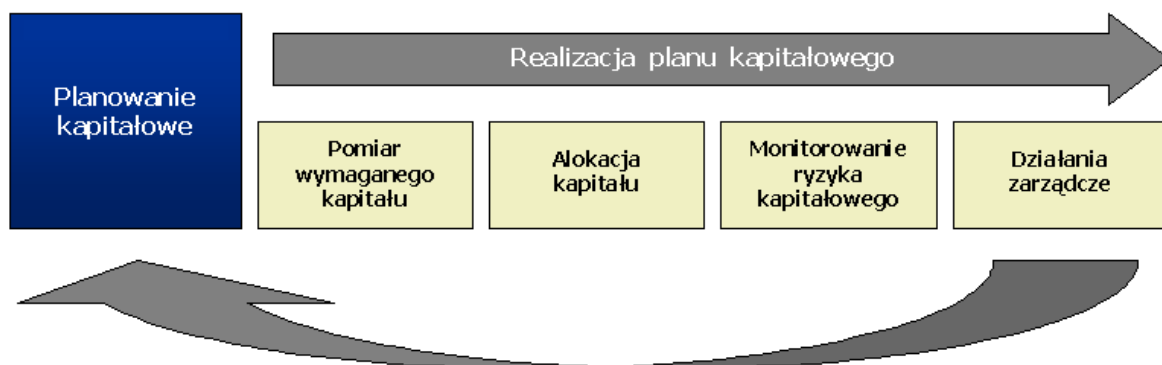 Planowanie
kapitałowe
Realizacja planu kapitałowego
Pomiar
wymaganego
kapitału
Alokacja
kapitału
Monitorowanie
ryzyka
kapitałowego
Działania
zarządcze